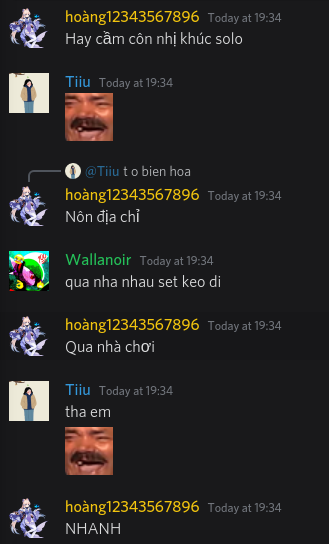 hoàng12343567896 Today at 19:34
Hay cầm côn nhị khúc solo
Tiiu Today at 19:34
@Tiiu t o bien hoa
hoàng12343567896 Today at 19:34
Nôn địa chỉ
Wallanoir Today at 19:34
qua nha nhau set keo di
hoàng12343567896 Today at 19:34
Qua nhà chơi
Tiiu Today at 19:34
tha em
hoàng12343567896 Today at 19:34
NHANH